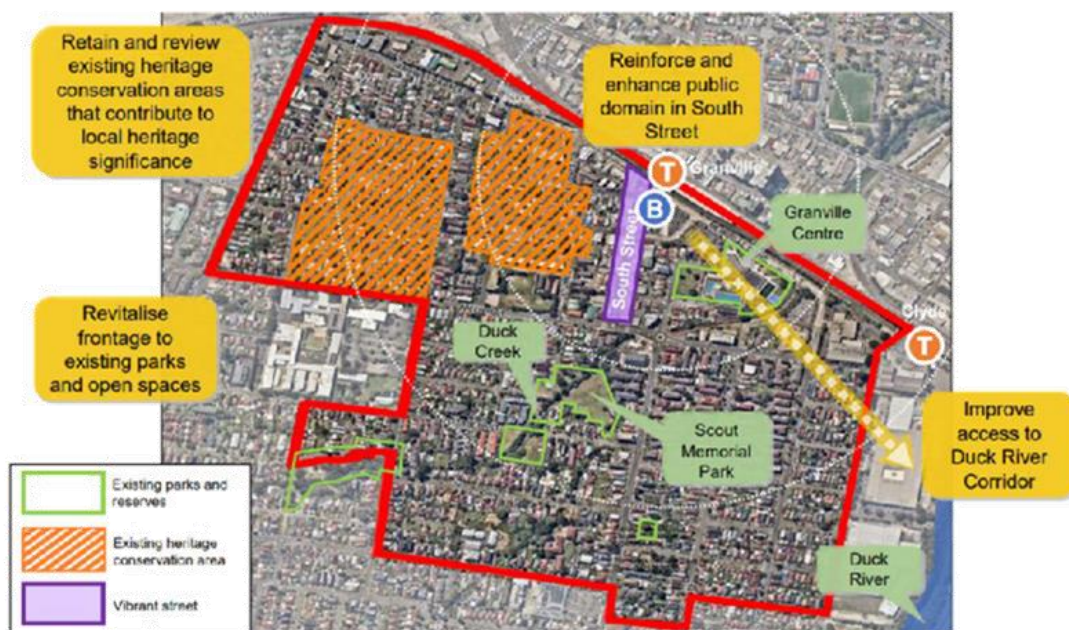 Retain and review
existing heritage
conservation areas
that contribute to
local heritage
significance
Reinforce and
enhance public
domain in South
Street
T
Granville
B
South Street
Granville
Centre
Clyde
T
Revitalise
frontage to
existing parks
and open spaces
Duck
Creek
Scout
Memorial
Park
Improve
access to
Duck River
Corridor
Duck
River
Existing parks and
reserves
Existing heritage
conservation area
Vibrant street